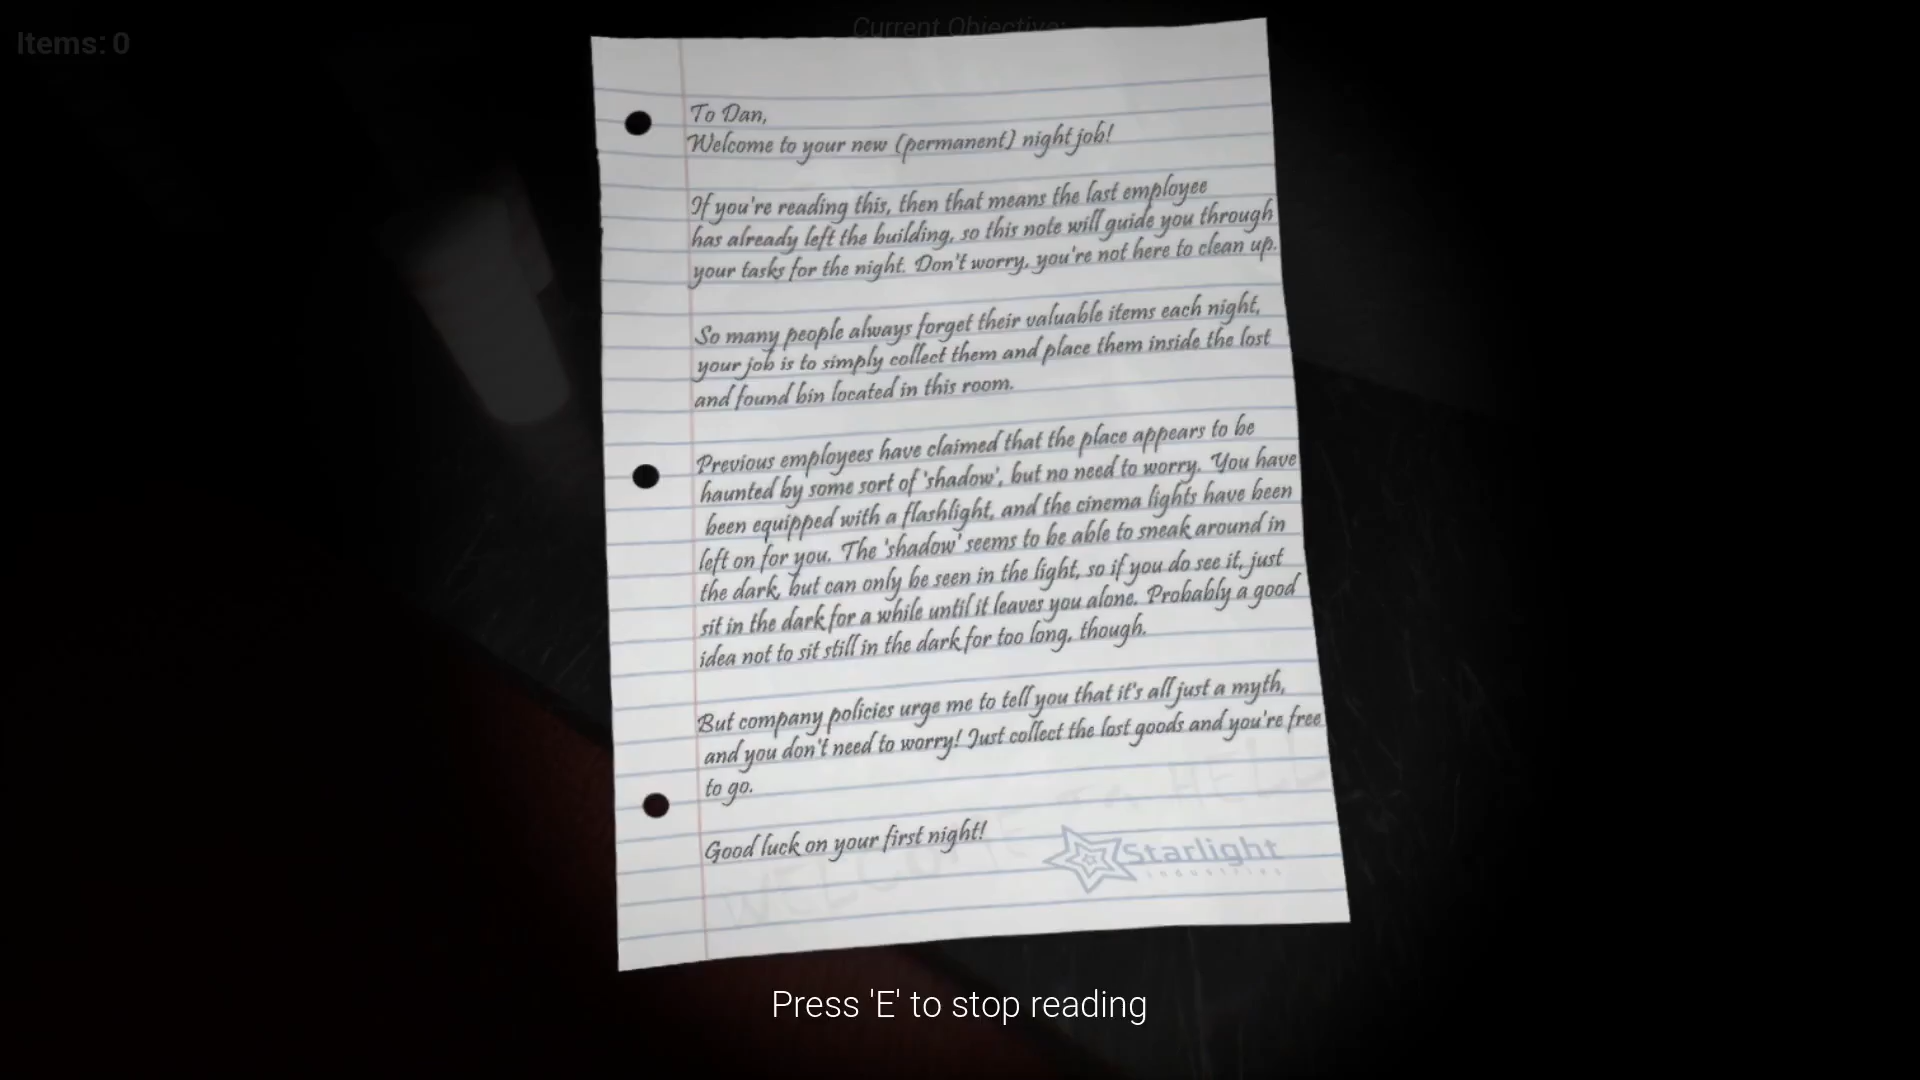 Current Objective:
Items: 0
To Dan,
Welcome to your new (permanent) night job!
If you're reading this, then that means the last employee
has already left the building, so this note will guide you through
your tasks for the night. Don't worry, you're not here to clean up.
So many people always forget their valuable items each night,
your job is to simply collect them and place them inside the lost
and found bin located in this room.
Previous employees have claimed that the place appears to be
haunted by some sort of 'shadow', but no need to worry. You have
been equipped with a flashlight, and the cinema lights have been
left on for you. The 'shadow' seems to be able to sneak around in
the dark, but can only be seen in the light, so if you do see it, just
sit in the dark for a while until it leaves you alone. Probably a good
idea not to sit still in the dark for too long, though.
But company policies urge me to tell you that it's all just a myth,
and you don't need to worry! Just collect the lost goods and you're free
to go.
Good luck on your first night!
WELCOME TO HELL
Starlight
industries
Press 'E' to stop reading